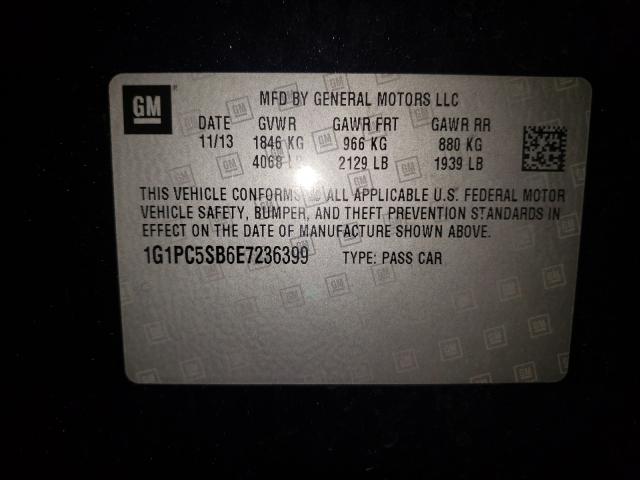 GM
MFD BY GENERAL MOTORS LLC
DATE GVWR GAWR FRT GAWR RR
11/13 1846 KG 966 KG 880 KG
4068 LB 2129 LB 1939 LB
THIS VEHICLE CONFORMS TO ALL APPLICABLE U.S. FEDERAL MOTOR
VEHICLE SAFETY, BUMPER, AND THEFT PREVENTION STANDARDS IN
EFFECT ON THE DATE OF MANUFACTURE SHOWN ABOVE.
1G1PC5SB6E7236399 TYPE: PASS CAR